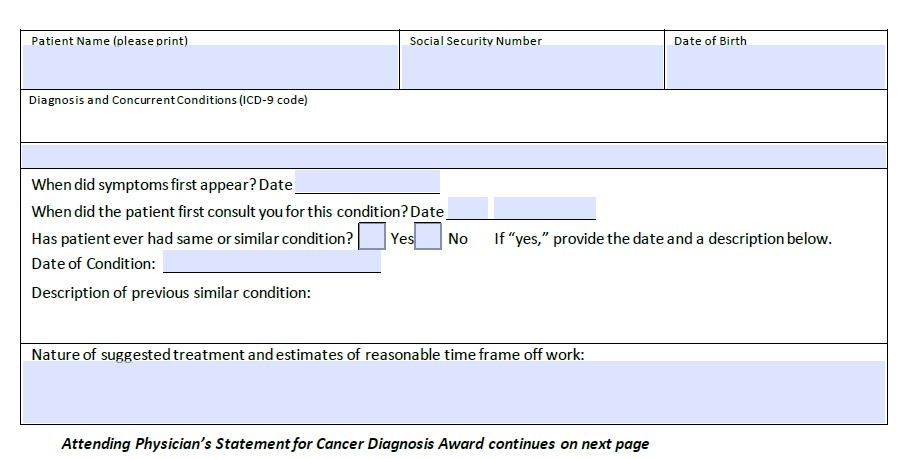 Patient Name (please print) Social Security Number Date of Birth
Diagnosis and Concurrent Conditions (ICD-9 code)
When did symptoms first appear? Date
When did the patient first consult you for this condition? Date
Has patient ever had same or similar condition? Yes No If “yes,” provide the date and a description below.
Date of Condition:
Description of previous similar condition:
Nature of suggested treatment and estimates of reasonable time frame off work:
Attending Physician’s Statement for Cancer Diagnosis Award continues on next page